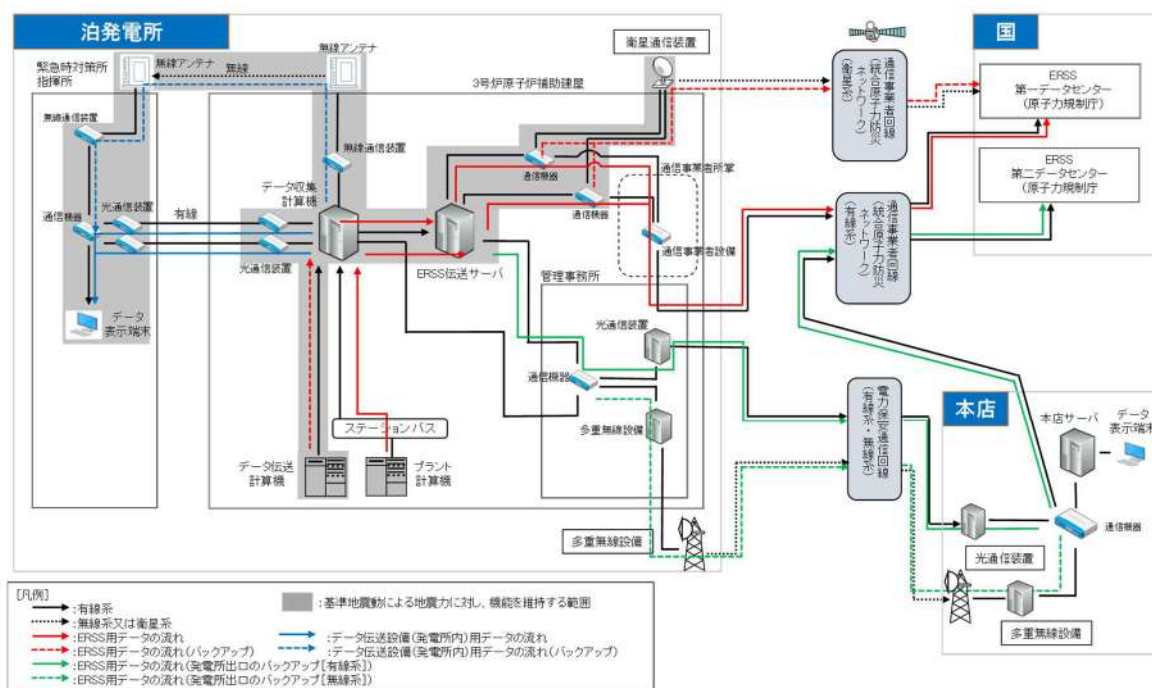 泊発電所
緊急時対策所
指揮所
無線アンテナ
無線
無線アンテナ
3号炉原子炉補助建屋
衛星通信装置
無線通信装置
無線通信装置
通信機器
光通信装置
有線
光通信装置
データ収集
計算機
ERSS伝送サーバ
通信機器
通信機器
通信事業者所掌
通信事業者設備
データ
表示端末
管理事務所
光通信装置
通信機器
多重無線設備
ステーションバス
データ伝送
計算機
プラント
計算機
多重無線設備
通信事業者回線
(統合原子力防災
ネットワーク)
(衛星系)
通信事業者回線
(統合原子力防災
ネットワーク)
(有線系)
電力保安通信回線
(有線系・無線系)
国
ERSS
第一データセンター
(原子力規制庁)
ERSS
第二データセンター
(原子力規制庁
本店
本店サーバ
データ
表示端末
通信機器
光通信装置
多重無線設備
[凡例]
:有線系
:無線系又は衛星系
:ERSS用データの流れ
:ERSS用データの流れ(バックアップ)
:ERSS用データの流れ(発電所出口のバックアップ[有線系])
:ERSS用データの流れ(発電所出口のバックアップ[無線系])
:基準地震動による地震力に対し、機能を維持する範囲
:データ伝送設備(発電所内)用データの流れ
:データ伝送設備(発電所内)用データの流れ(バックアップ)